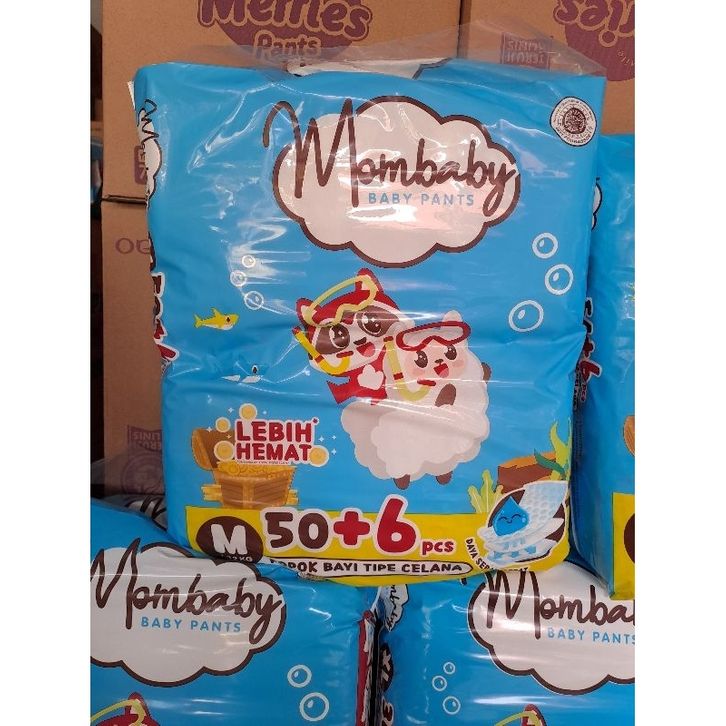 Merries
Pants
Mombaby
BABY PANTS
LEBIH
HEMAT
M
50+6 pcs
POPOK BAYI TIPE CELANA
Mombaby
BABY PANTS
Mombaby
BABY PANTS